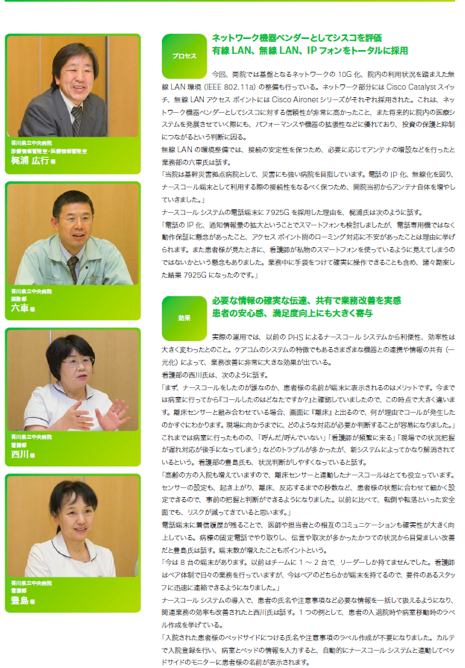 香川県立中央病院
診療情報管理室・医療情報管理室
梶浦 広行 様
香川県立中央病院
業務部
六車 様
香川県立中央病院
看護部
西川 様
香川県立中央病院
看護部
豊島 様
プロセス
ネットワーク機器ベンダーとしてシスコを評価
有線 LAN、無線 LAN、IP フォンをトータルに採用
今回、同院では基盤となるネットワークの 10G 化、院内の利用状況を踏まえた無
線 LAN 環境（IEEE 802.11a）の整備も行っている。ネットワーク部分には Cisco Catalyst スイッ
チ、無線 LAN アクセス ポイントには Cisco Aironet シリーズがそれぞれ採用された。これは、ネッ
トワーク機器ベンダーとしてシスコに対する信頼性が非常に高かったこと、また将来的に院内の医療シ
ステムを発展させていく際にも、パフォーマンスや機器の拡張性などに優れており、投資の保護と抑制
につながるという判断に因る。
無線 LAN の環境整備では、接続の安定性を保つため、必要に応じてアンテナの増設などを行ったと
業務部の六車氏は話す。
「当院は基幹災害拠点病院として、災害にも強い病院を目指しています。電話の IP 化、無線化を図り、
ナースコール端末として利用する際の接続性をなるべく保つため、開院当初からアンテナ自体を増やし
ていきました。」
ナースコール システムの電話端末に 7925G を採用した理由を、梶浦氏は次のように話す。
「電話の IP 化、通知情報量の拡大ということでスマートフォンも検討しましたが、電話専用機ではなく
動作保証に懸念があったこと、アクセス ポイント間のローミング対応に不安があったことは理由に挙げ
られます。また患者様が見たときに、看護師が私物のスマートフォンを使っているように見えてしまうの
ではないかという懸念もありました。業務中に手袋をつけて確実に操作できることも含め、諸々勘案し
た結果 7925G になったのです。」
効果
必要な情報の確実な伝達、共有で業務改善を実感
患者の安心感、満足度向上にも大きく寄与
実際の運用では、以前の PHS によるナースコール システムから利便性、効率性は
大きく変わったとのこと。ケアコムのシステムの特徴でもあるさまざまな機器との連携や情報の共有（一
元化）によって、業務改善に非常に大きな効果が出ている。
看護部の西川氏は、次のように話す。
「まず、ナースコールをしたのが誰なのか、患者様の名前が端末に表示されるのはメリットです。今まで
は病室に行ってから『コールしたのはどなたですか？』と確認していましたので、この時点で大きく違いま
す。離床センサーと組み合わせている場合、画面に『離床』と出るので、何が理由でコールが発生した
のかすぐにわかります。現場に向かうまでに、どのような対応が必要か判断することが容易になりました。」
これまでは病室に行ったものの、「呼んだ/呼んでいない」「看護師が頻繁に来る」「現場での状況把握
が遅れ対応が後手になってしまう」などのトラブルが多かったが、新システムによってかなり解消されて
いるという。看護部の豊島氏も、状況判断がしやすくなっていると話す。
「高齢の方の入院も増えていますので、離床センサーと連動したナースコールはとても役立っています。
センサーの設定も、起き上がり、離床、反応するまでの秒数など、患者様の状態に合わせて細かく設
定できるので、事前の把握と判断ができるようになりました。以前に比べて、転倒や転落といった安全
面でも、リスクが減ってきていると思います。」
電話端末に着信履歴が残ることで、医師や担当者との相互のコミュニケーションも確実性が大きく向
上している。病棟の固定電話でやり取りし、伝言や取次が多かったかつての状況から目覚ましい改善
だと豊島氏は話す。端末数が増えたこともポイントという。
「今は 8 台の端末があります。以前はチームに 1 ～ 2 台で、リーダーしか持てませんでした。看護師
はペア体制で日々の業務を行っていますが、今はペアのどちらかが端末を持てるので、要件のあるスタッ
フに迅速に連絡できるようになりました。」
ナースコール システムの導入で、患者の氏名や注意事項など必要な情報を一括して扱えるようになり、
関連業務の効率も改善されたと西川氏は話す。1 つの例として、患者の入退院時や病室移動時のラベ
ル作成を挙げている。
「入院された患者様のベッドサイドにつける氏名や注意事項のラベル作成が不要になりました。カルテ
で入院登録を行い、病室とベッドの情報を入力すると、自動的にナースコール システムと連動してベッ
ドサイドのモニターに患者様の名前が表示されます。